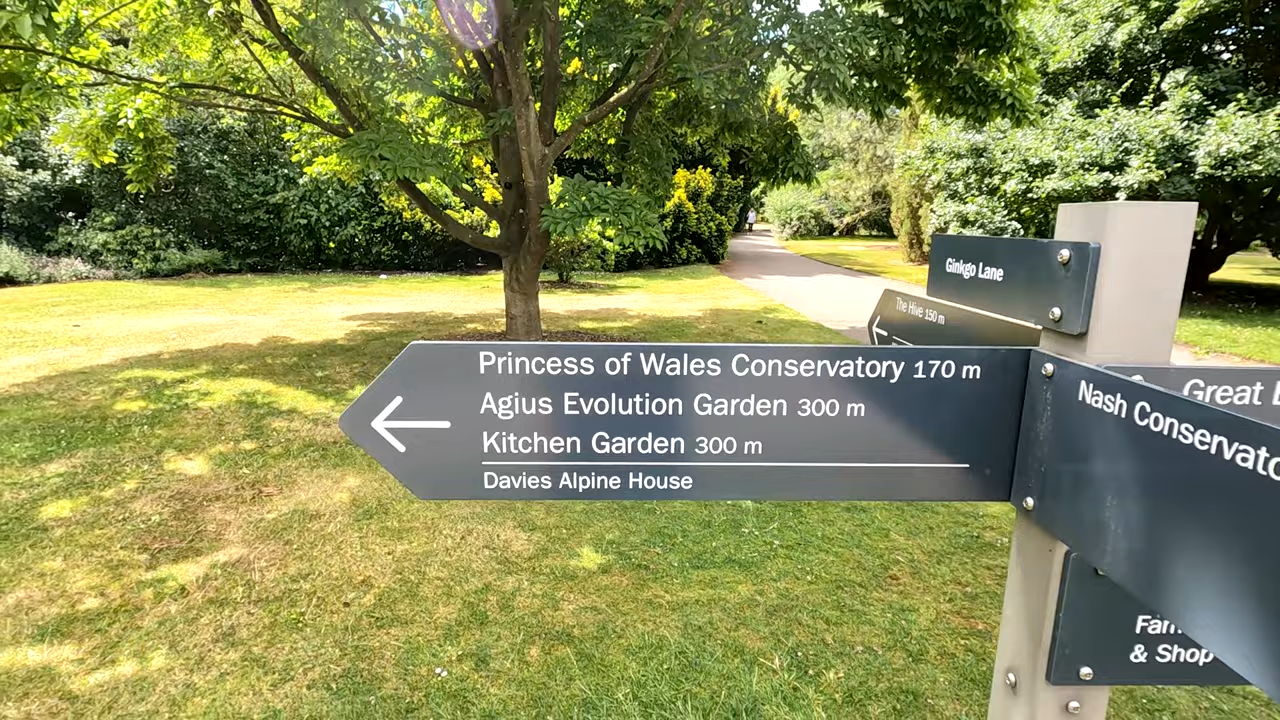 Ginkgo Lane
The Hive 150 m
Princess of Wales Conservatory 170 m
Agius Evolution Garden 300 m
Kitchen Garden 300 m
Davies Alpine House
Great
Nash
& Shop